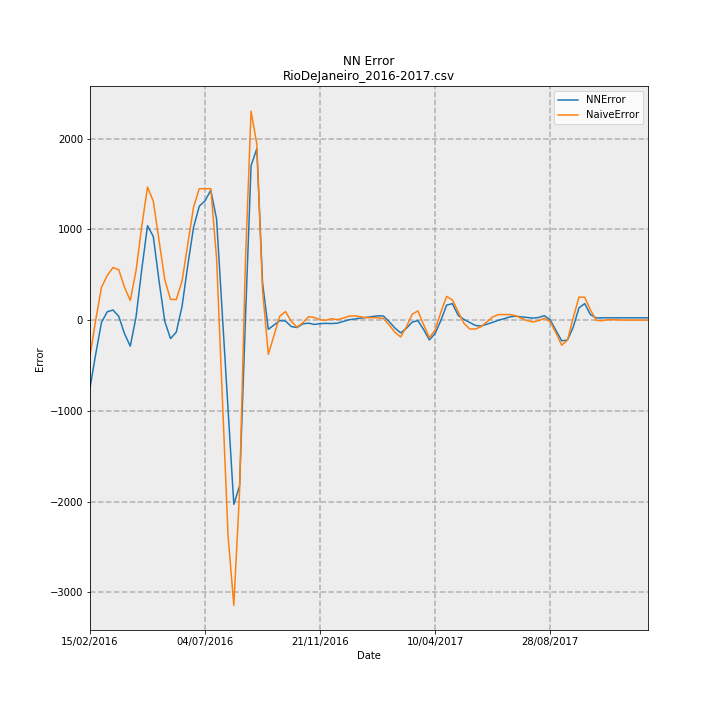 NN Error
RioDeJaneiro_2016-2017.csv
NNError
NaiveError
2000
1000
0
−1000
−2000
−3000
Error
15/02/2016
04/07/2016
21/11/2016
10/04/2017
28/08/2017
Date